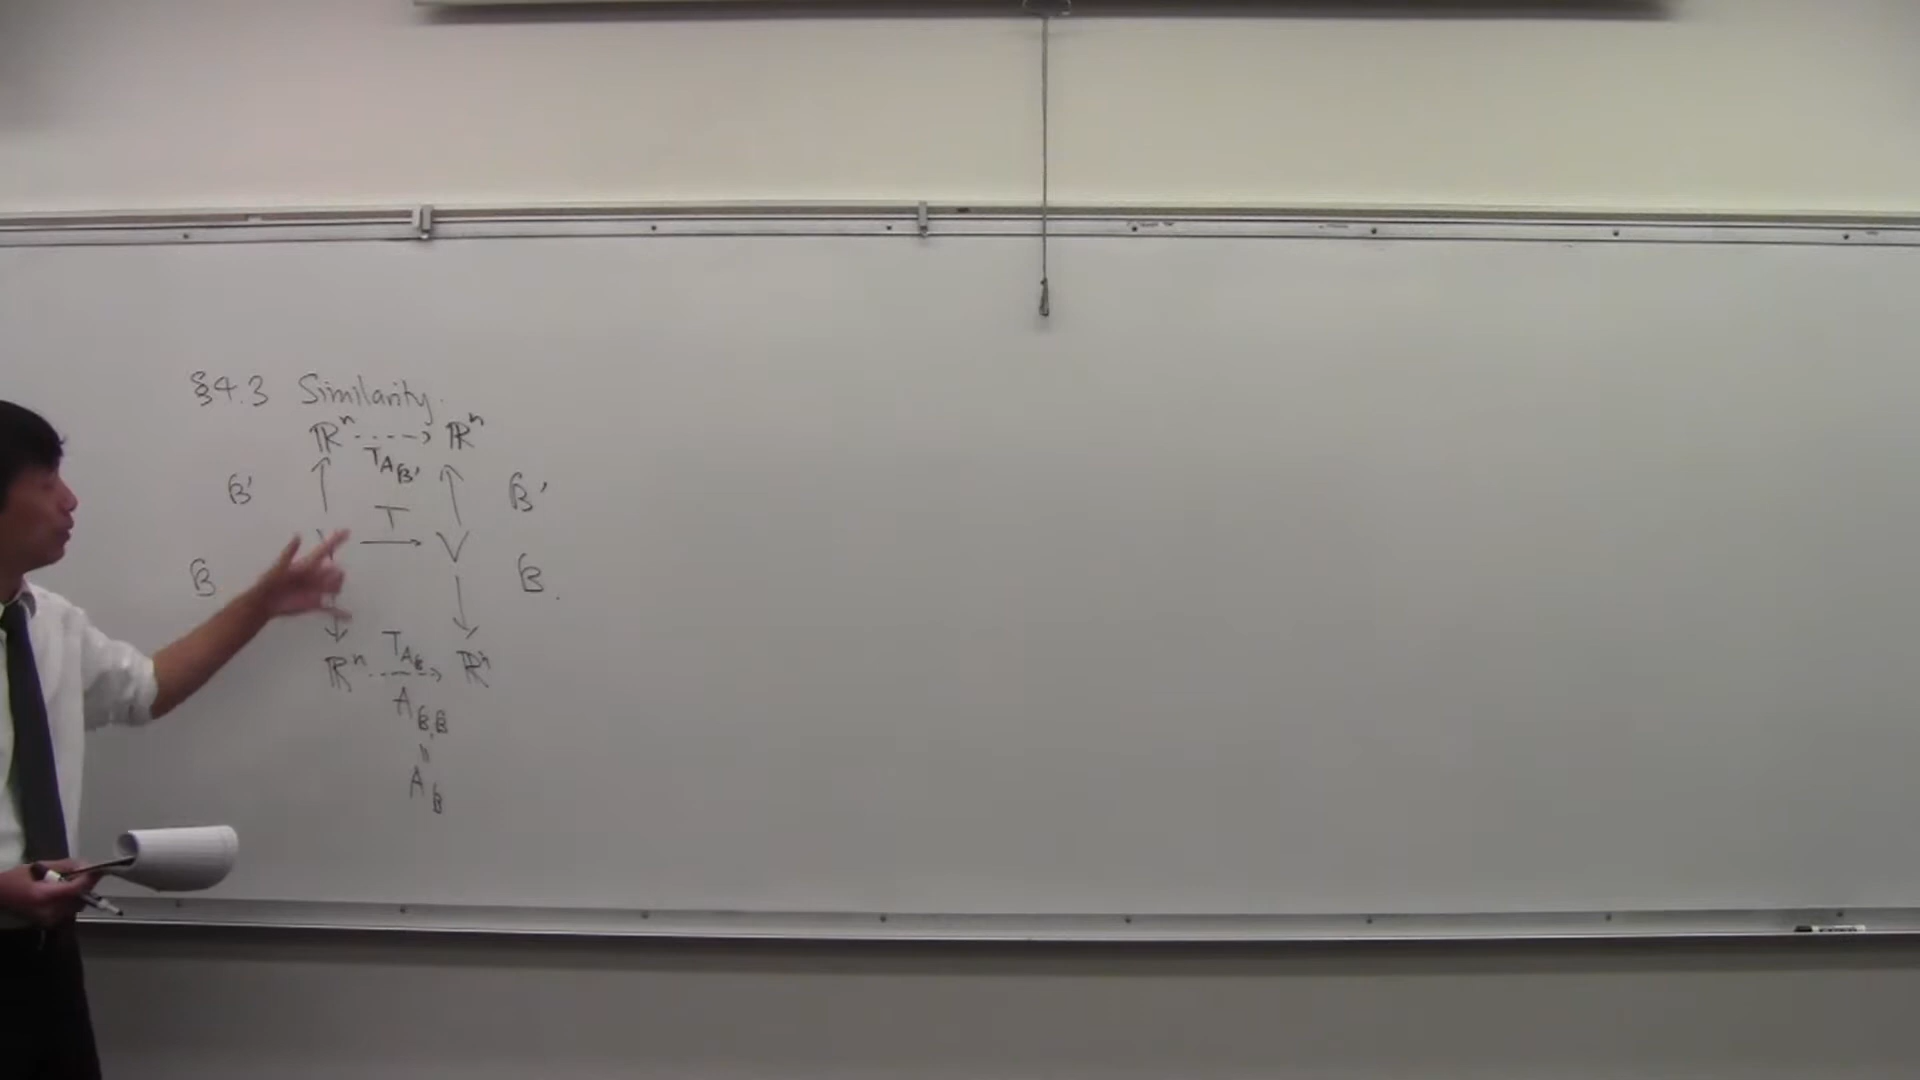 §4.3 Similarity.
ℝⁿ ----> ℝⁿ
T_{A_{B'}}
B' ↑ ↑ B'
T
V → V
B ↓ ↓ B.
T_{A_B}
ℝⁿ ----> ℝⁿ
A_{B,B}
=
A_B